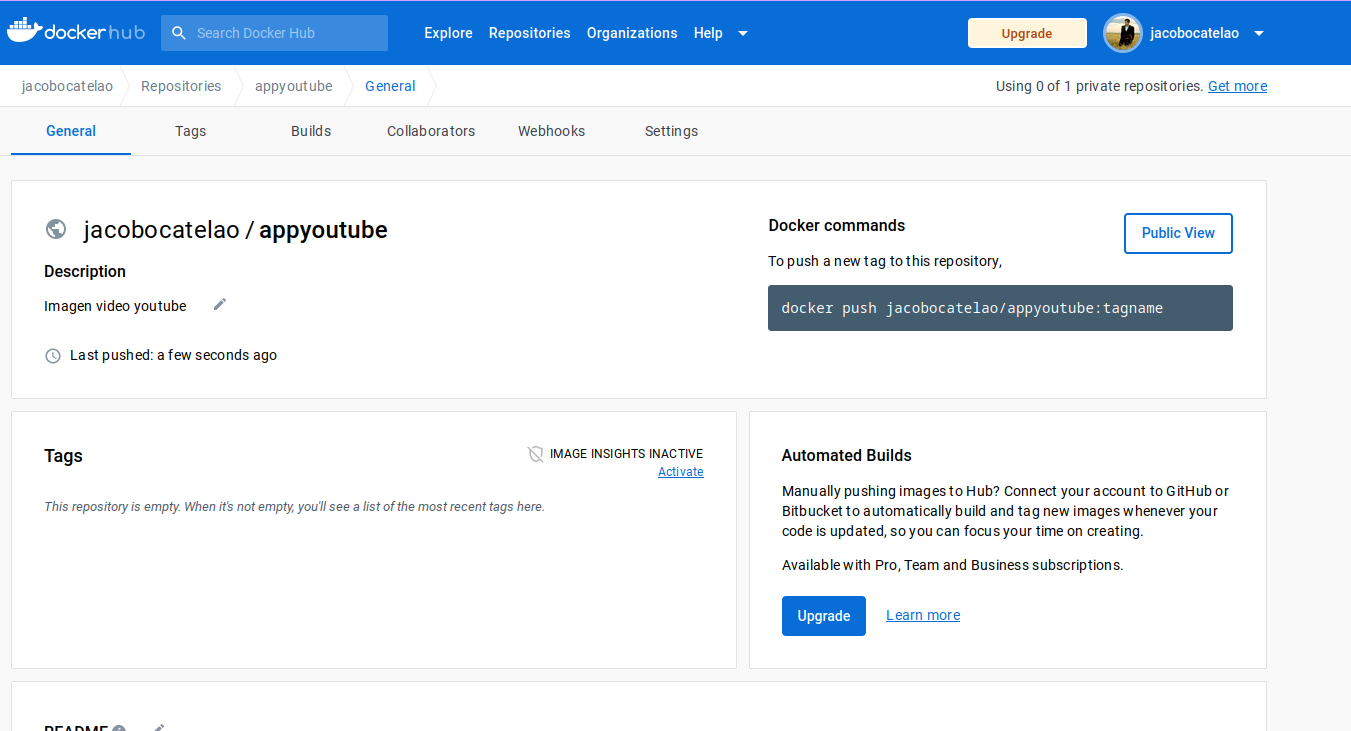 docker hub Search Docker Hub Explore Repositories Organizations Help Upgrade jacobocatelao
jacobocatelao Repositories appyoutube General Using 0 of 1 private repositories. Get more
General Tags Builds Collaborators Webhooks Settings
jacobocatelao / appyoutube
Description
Imagen video youtube
Last pushed: a few seconds ago
Docker commands
Public View
To push a new tag to this repository,
docker push jacobocatelao/appyoutube:tagname
Tags
IMAGE INSIGHTS INACTIVE
Activate
This repository is empty. When it's not empty, you'll see a list of the most recent tags here.
Automated Builds
Manually pushing images to Hub? Connect your account to GitHub or
Bitbucket to automatically build and tag new images whenever your
code is updated, so you can focus your time on creating.
Available with Pro, Team and Business subscriptions.
Upgrade Learn more
README